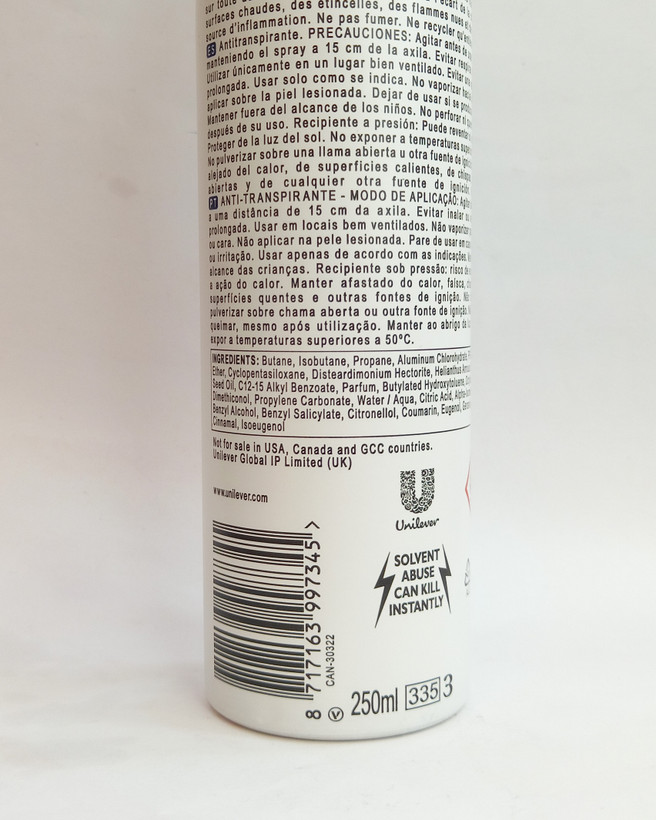 sur toute
surfaces chaudes, des étincelles, des flammes nues
source d'inflammation. Ne pas fumer. Ne recycler
ES Antitranspirante. PRECAUCIONES: Agitar antes de
manteniendo el spray a 15 cm de la axila. Evitar
Utilizar únicamente en un lugar bien ventilado. Evitar
prolongada. Usar solo como se indica. No vaporizar
aplicar sobre la piel lesionada. Dejar de usar si se
Mantener fuera del alcance de los niños. No perforar ni
después de su uso. Recipiente a presión: Puede
Proteger de la luz del sol. No exponer a temperaturas
No pulverizar sobre una llama abierta u otra fuente de
alejado del calor, de superficies calientes, de
abiertas y de cualquier otra fuente de ignición
PT ANTI-TRANSPIRANTE - MODO DE APLICAÇÃO:
a uma distância de 15 cm da axila. Evitar inalar
prolongada. Usar em locais bem ventilados. Não
ou cara. Não aplicar na pele lesionada. Pare de usar em
ou irritação. Usar apenas de acordo com as indicações.
alcance das crianças. Recipiente sob pressão: risco
a ação do calor. Manter afastado do calor, faísca,
superfícies quentes e outras fontes de ignição.
pulverizar sobre chama aberta ou outra fonte de ignição.
queimar, mesmo após utilização. Manter ao abrigo
expor a temperaturas superiores a 50°C.
INGREDIENTS: Butane, Isobutane, Propane, Aluminum
Ether, Cyclopentasiloxane, Disteardimonium Hectorite, Helianthus
Seed Oil, C12-15 Alkyl Benzoate, Parfum, Butylated Hydroxytoluene,
Dimethiconol, Propylene Carbonate, Water / Aqua, Citric Acid,
Benzyl Alcohol, Benzyl Salicylate, Citronellol, Coumarin, Eugenol,
Cinnamal, Isoeugenol
Not for sale in USA, Canada and GCC countries.
Unilever Global IP Limited (UK)
www.unilever.com
Unilever
SOLVENT
ABUSE
CAN KILL
INSTANTLY
8 717163 997345 >
CAN-30322
V 250ml 335 3